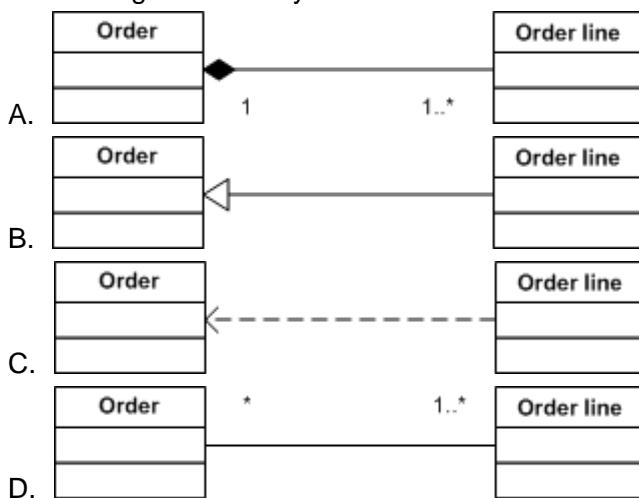 Order Order line
A. 1 1..*
Order Order line
B.
Order Order line
C.
Order * 1..* Order line
D.